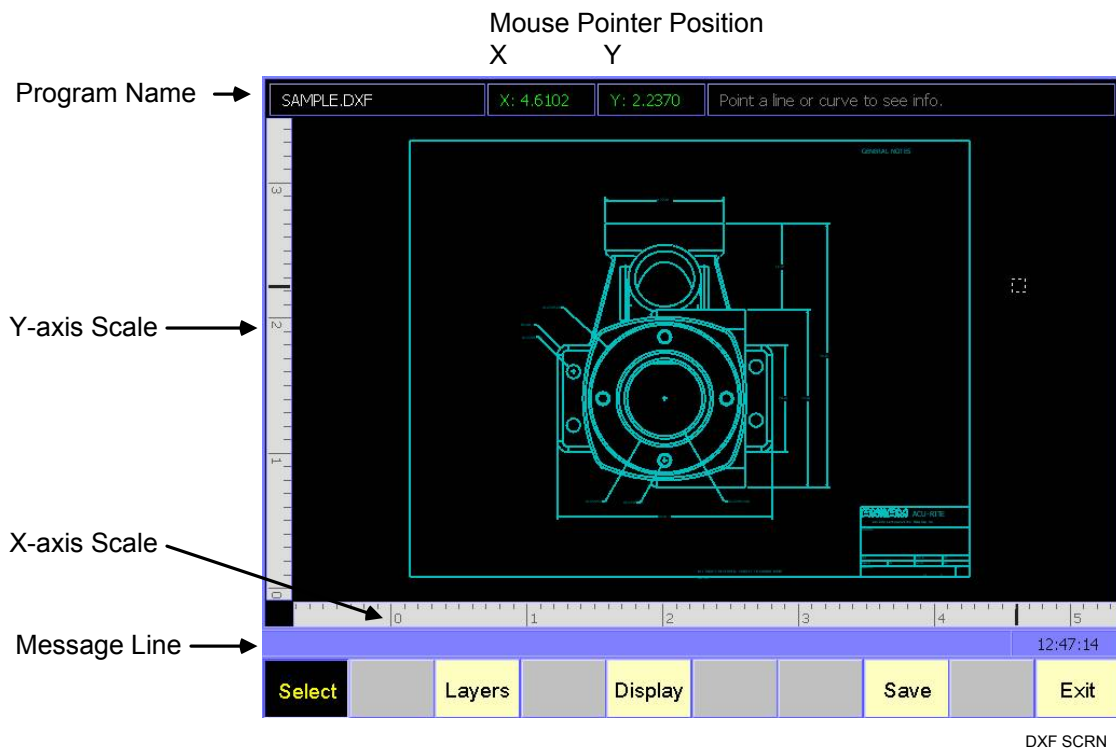 Mouse Pointer Position
X Y
Program Name
SAMPLE.DXF X: 4.6102 Y: 2.2370 Point a line or curve to see info.
GENERAL NOTES
3
Y-axis Scale
2
1
ACU-RITE
X-axis Scale
0
0 1 2 3 4 5
Message Line
12:47:14
Select Layers Display Save Exit
DXF SCRN